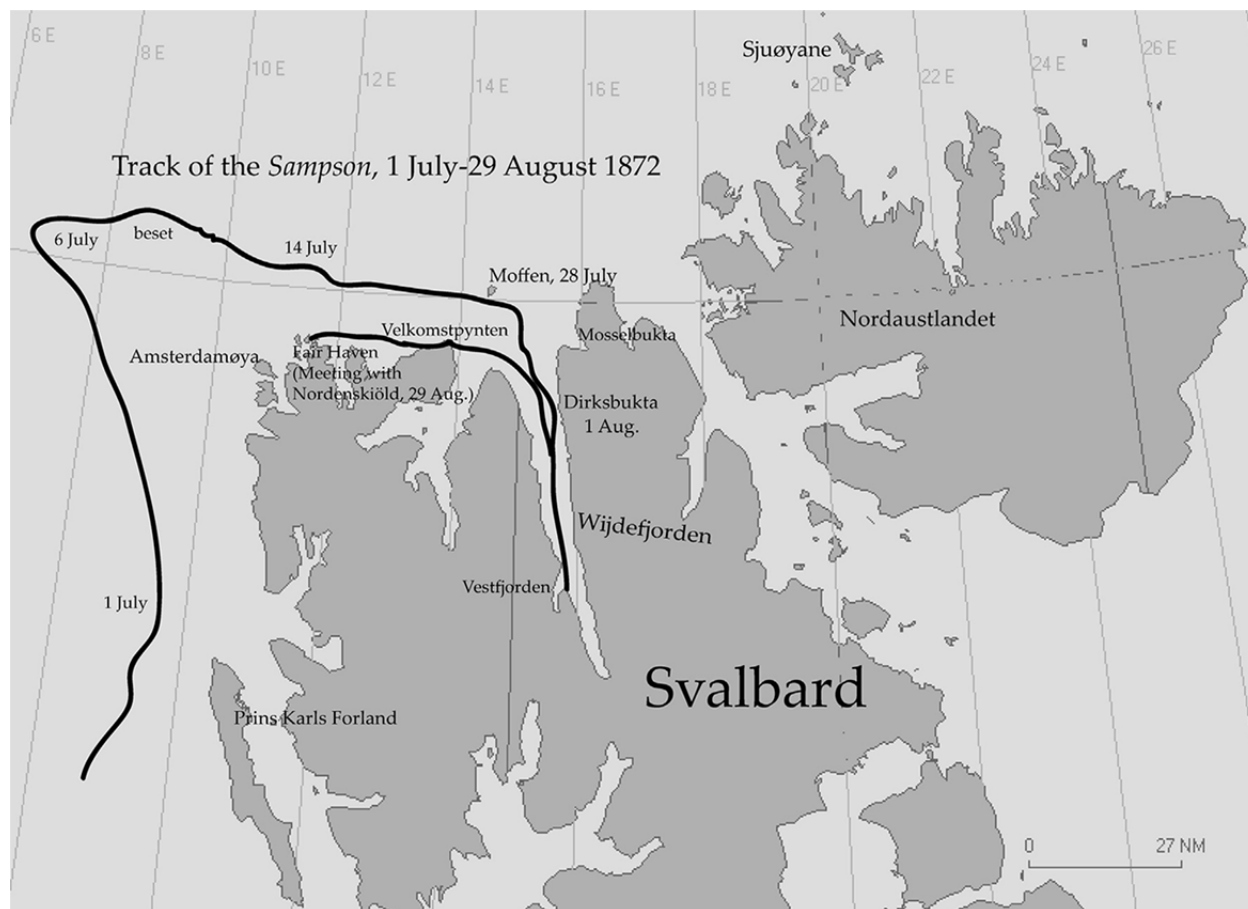 6 E
8 E
10 E
12 E
14 E
16 E
18 E
20 E
22 E
24 E
26 E
Sjuøyane
Track of the Sampson, 1 July-29 August 1872
6 July
beset
14 July
Moffen, 28 July
Nordaustlandet
Velkomstpynten
Mosselbukta
Amsterdamøya
Fair Haven
(Meeting with
Nordenskiöld, 29 Aug.)
Dirksbukta
1 Aug.
Wijdefjorden
Vestfjorden
1 July
Svalbard
Prins Karls Forland
0 27 NM